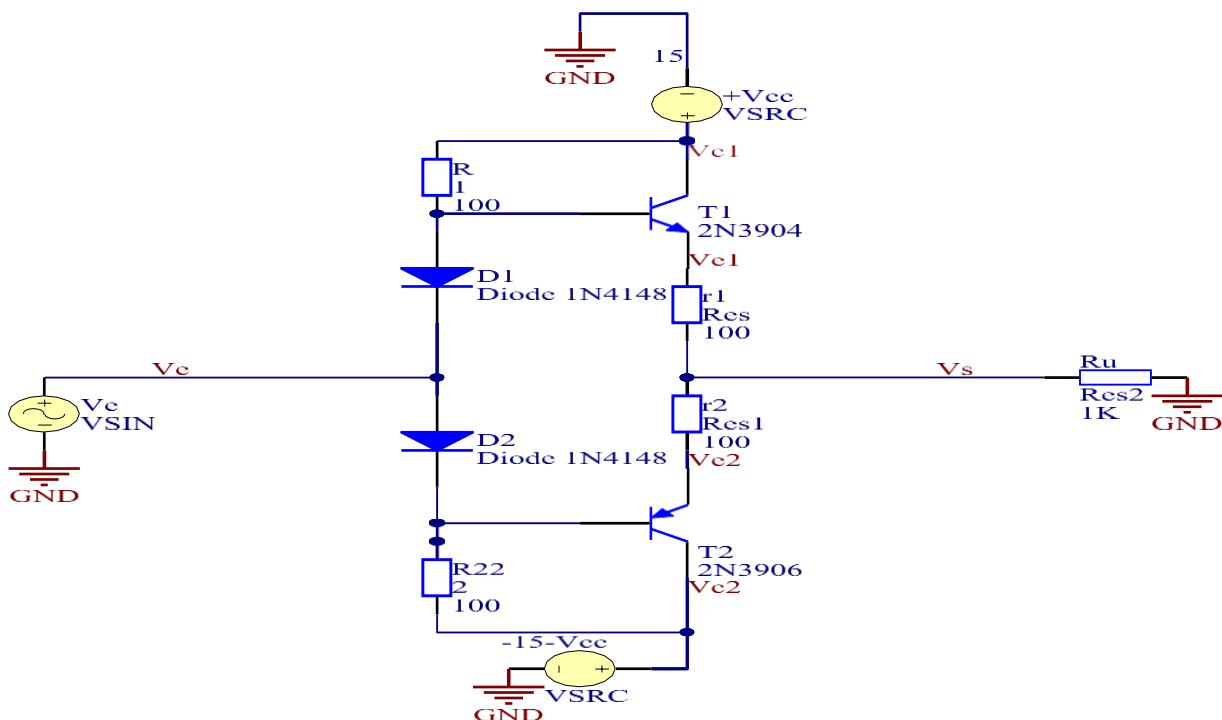 15
GND
+Vcc
VSRC
Vc1
R
1
100
T1
2N3904
Vc1
D1
Diode 1N4148
r1
Res
100
Ve
Vs
Ru
Res2
1K
GND
Ve
VSIN
GND
r2
Res1
100
D2
Diode 1N4148
Ve2
T2
2N3906
R22
2
100
Vc2
-15-Vcc
VSRC
GND